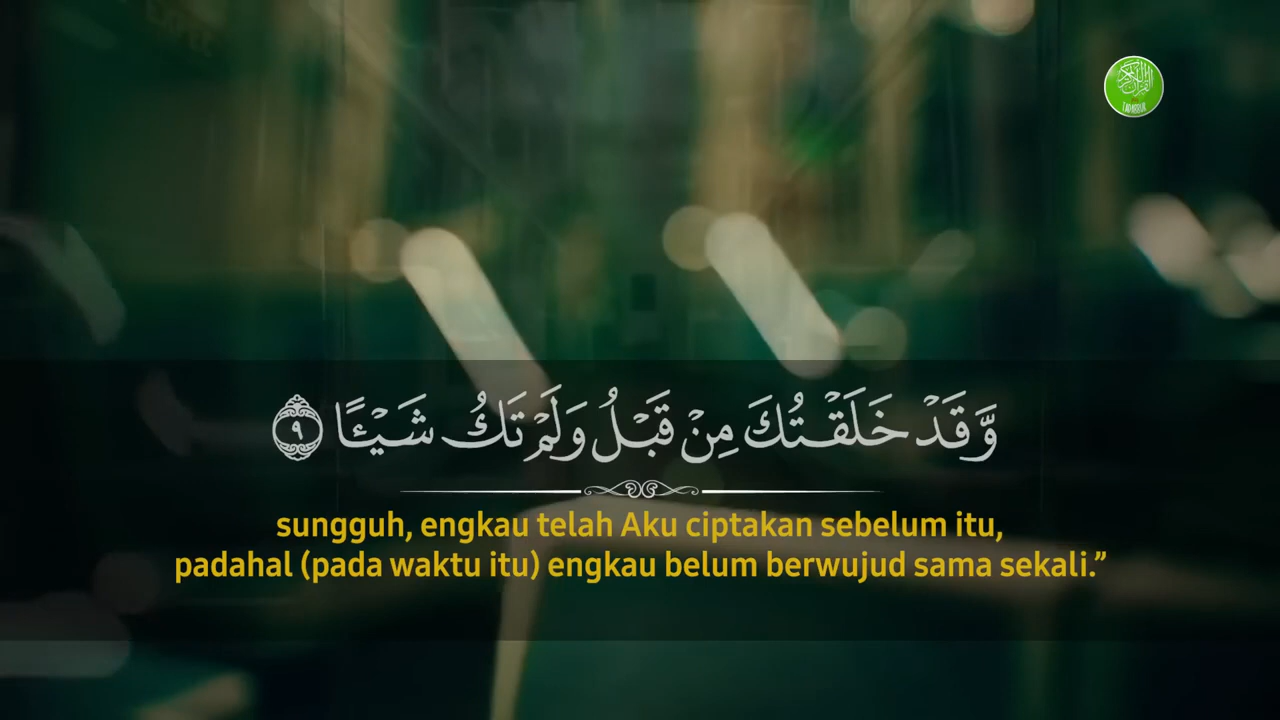 وَّقَدْ خَلَقْتُكَ مِنْ قَبْلُ وَلَمْ تَكُ شَيْـًٔا ٩
sungguh, engkau telah Aku ciptakan sebelum itu,
padahal (pada waktu itu) engkau belum berwujud sama sekali.”